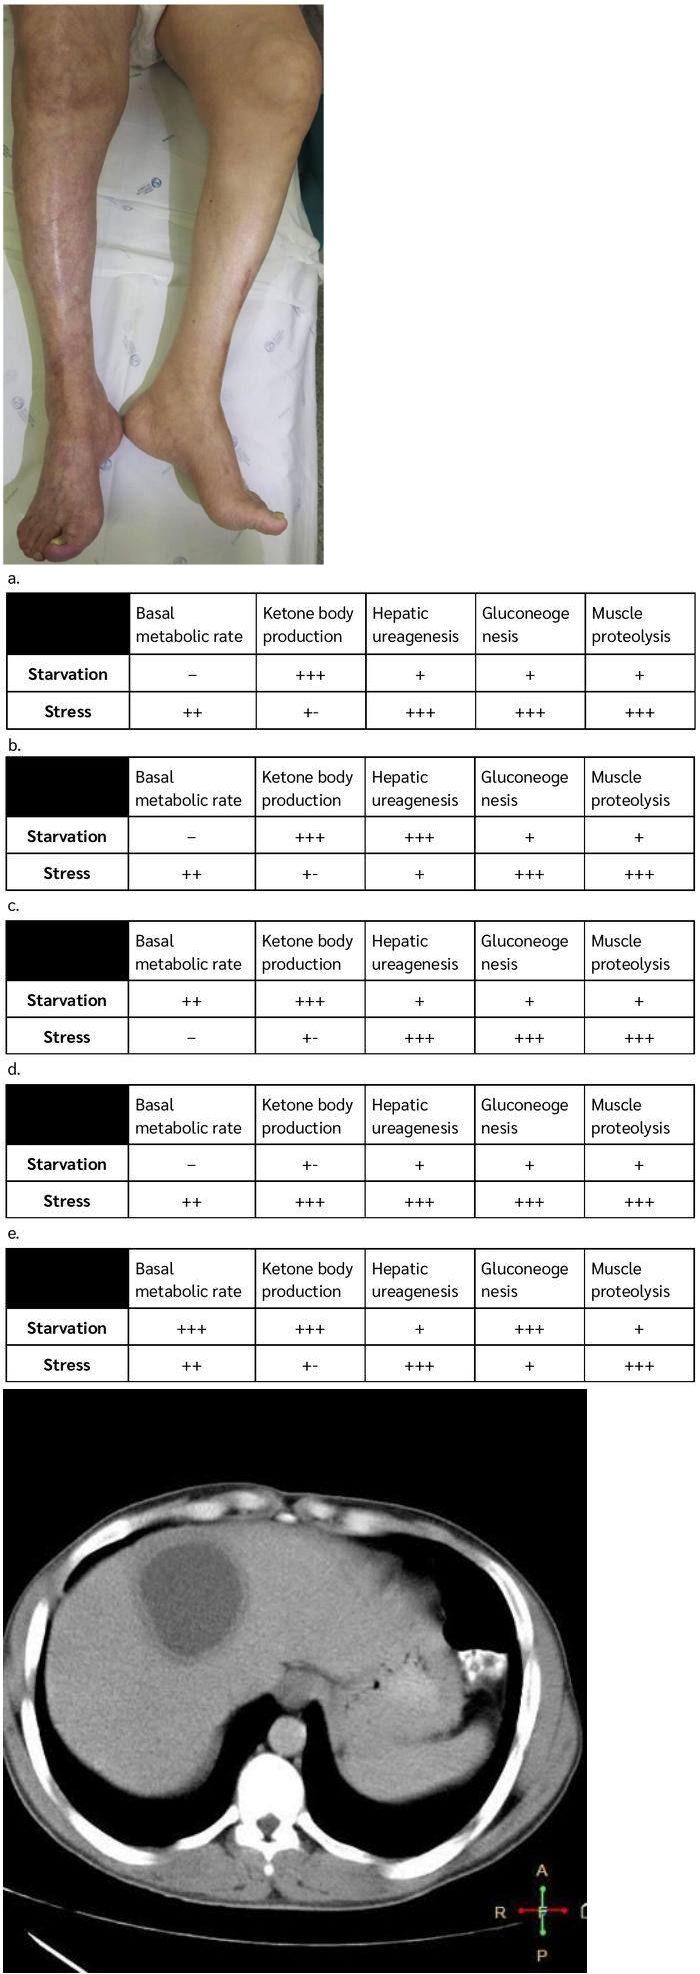 a.
Basal
metabolic rate
Ketone body
production
Hepatic
ureagenesis
Gluconeoge
nesis
Muscle
proteolysis
Starvation – +++ + + +
Stress ++ +- +++ +++ +++
b.
Basal
metabolic rate
Ketone body
production
Hepatic
ureagenesis
Gluconeoge
nesis
Muscle
proteolysis
Starvation – +++ +++ + +
Stress ++ +- + +++ +++
c.
Basal
metabolic rate
Ketone body
production
Hepatic
ureagenesis
Gluconeoge
nesis
Muscle
proteolysis
Starvation ++ +++ + + +
Stress – +- +++ +++ +++
d.
Basal
metabolic rate
Ketone body
production
Hepatic
ureagenesis
Gluconeoge
nesis
Muscle
proteolysis
Starvation – +- + + +
Stress ++ +++ +++ +++ +++
e.
Basal
metabolic rate
Ketone body
production
Hepatic
ureagenesis
Gluconeoge
nesis
Muscle
proteolysis
Starvation +++ +++ + +++ +
Stress ++ +- +++ + +++
A
R F
P